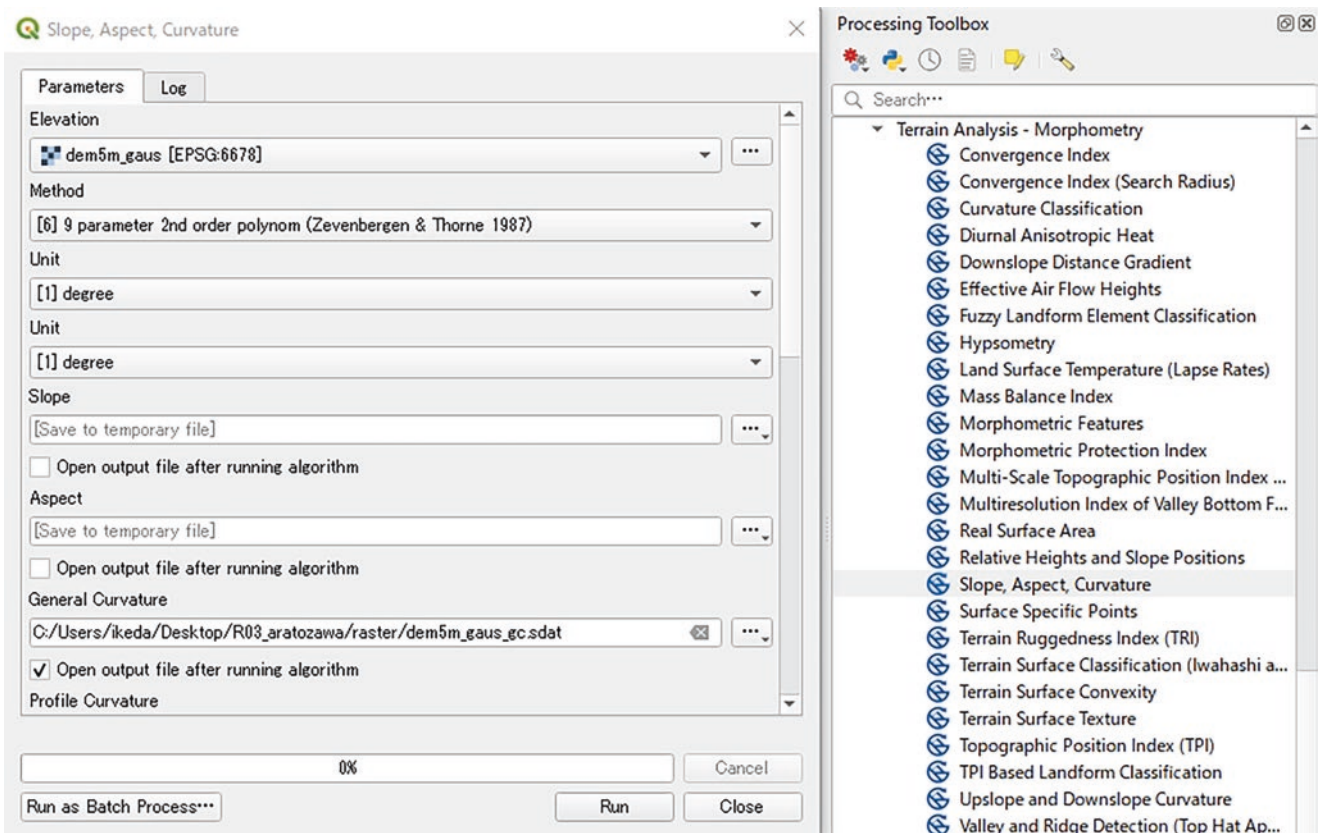 Slope, Aspect, Curvature
Parameters
Log
Elevation
dem5m_gaus [EPSG:6678]
Method
[6] 9 parameter 2nd order polynom (Zevenbergen & Thorne 1987)
Unit
[1] degree
Unit
[1] degree
Slope
[Save to temporary file]
Open output file after running algorithm
Aspect
[Save to temporary file]
Open output file after running algorithm
General Curvature
C:/Users/ikeda/Desktop/R03_aratozawa/raster/dem5m_gaus_gc.sdat
Open output file after running algorithm
Profile Curvature
0%
Cancel
Run as Batch Process…
Run
Close
Processing Toolbox
Search…
Terrain Analysis - Morphometry
Convergence Index
Convergence Index (Search Radius)
Curvature Classification
Diurnal Anisotropic Heat
Downslope Distance Gradient
Effective Air Flow Heights
Fuzzy Landform Element Classification
Hypsometry
Land Surface Temperature (Lapse Rates)
Mass Balance Index
Morphometric Features
Morphometric Protection Index
Multi-Scale Topographic Position Index ...
Multiresolution Index of Valley Bottom F...
Real Surface Area
Relative Heights and Slope Positions
Slope, Aspect, Curvature
Surface Specific Points
Terrain Ruggedness Index (TRI)
Terrain Surface Classification (Iwahashi a...
Terrain Surface Convexity
Terrain Surface Texture
Topographic Position Index (TPI)
TPI Based Landform Classification
Upslope and Downslope Curvature
Valley and Ridge Detection (Top Hat Ap...